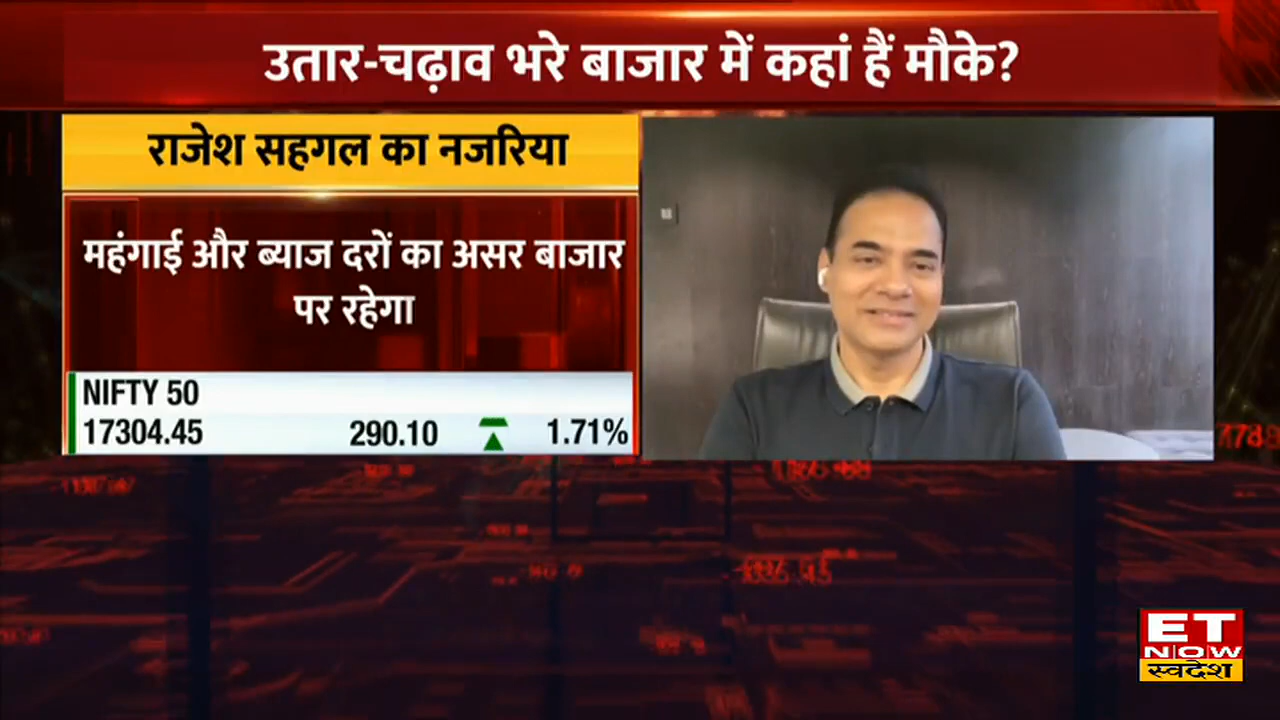 उतार-चढ़ाव भरे बाजार में कहां हैं मौके?
राजेश सहगल का नजरिया
महंगाई और ब्याज दरों का असर बाजार
पर रहेगा
NIFTY 50
17304.45 290.10 1.71%
ET
NOW
स्वदेश